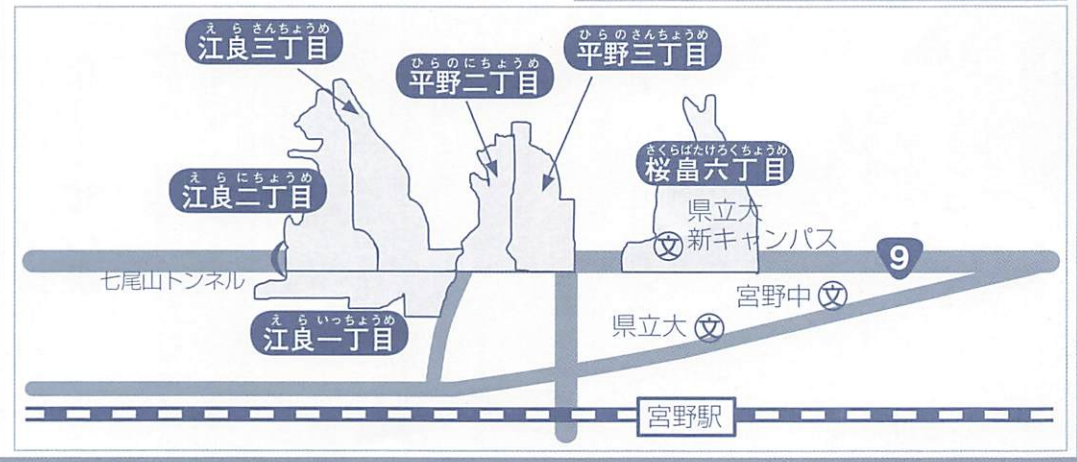 えらさんちょうめ
江良三丁目
ひらのにちょうめ
平野二丁目
ひらのさんちょうめ
平野三丁目
さくらばたけろくちょうめ
桜畠六丁目
えらにちょうめ
江良二丁目
県立大
新キャンパス
文
9
七尾山トンネル
宮野中 文
えらいっちょうめ
江良一丁目
県立大 文
宮野駅